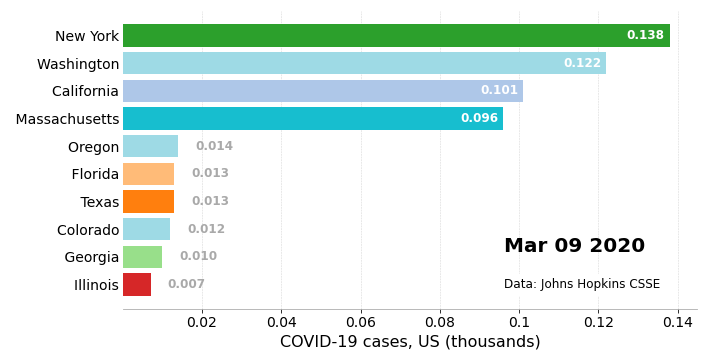 New York 0.138
Washington 0.122
California 0.101
Massachusetts 0.096
Oregon 0.014
Florida 0.013
Texas 0.013
Colorado 0.012
Georgia 0.010
Illinois 0.007
Mar 09 2020
Data: Johns Hopkins CSSE
0.02 0.04 0.06 0.08 0.1 0.12 0.14
COVID-19 cases, US (thousands)